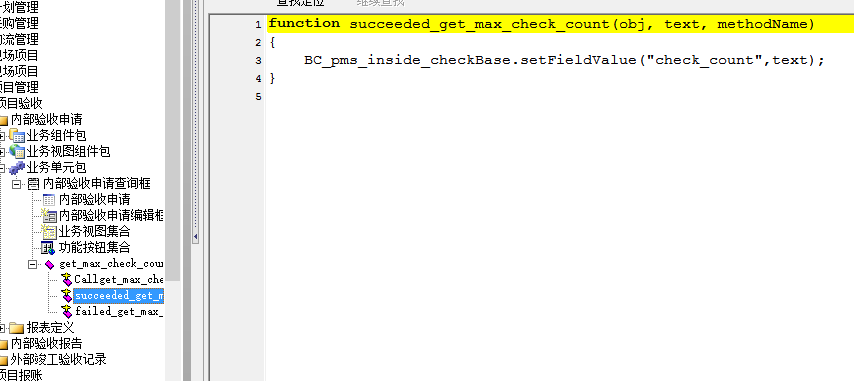 查找定位 继续查找
计划管理
采购管理
物流管理
现场项目
现场项目
项目管理
项目验收
内部验收申请
业务组件包
业务视图组件包
业务单元包
内部验收申请查询框
内部验收申请
内部验收申请编辑框
业务视图集合
功能按钮集合
get_max_check_cou
Callget_max_che
succeeded_get_m
failed_get_max_
报表定义
内部验收报告
外部竣工验收记录
项目报账
1 function succeeded_get_max_check_count(obj, text, methodName)
2 {
3 BC_pms_inside_checkBase.setFieldValue("check_count",text);
4 }
5